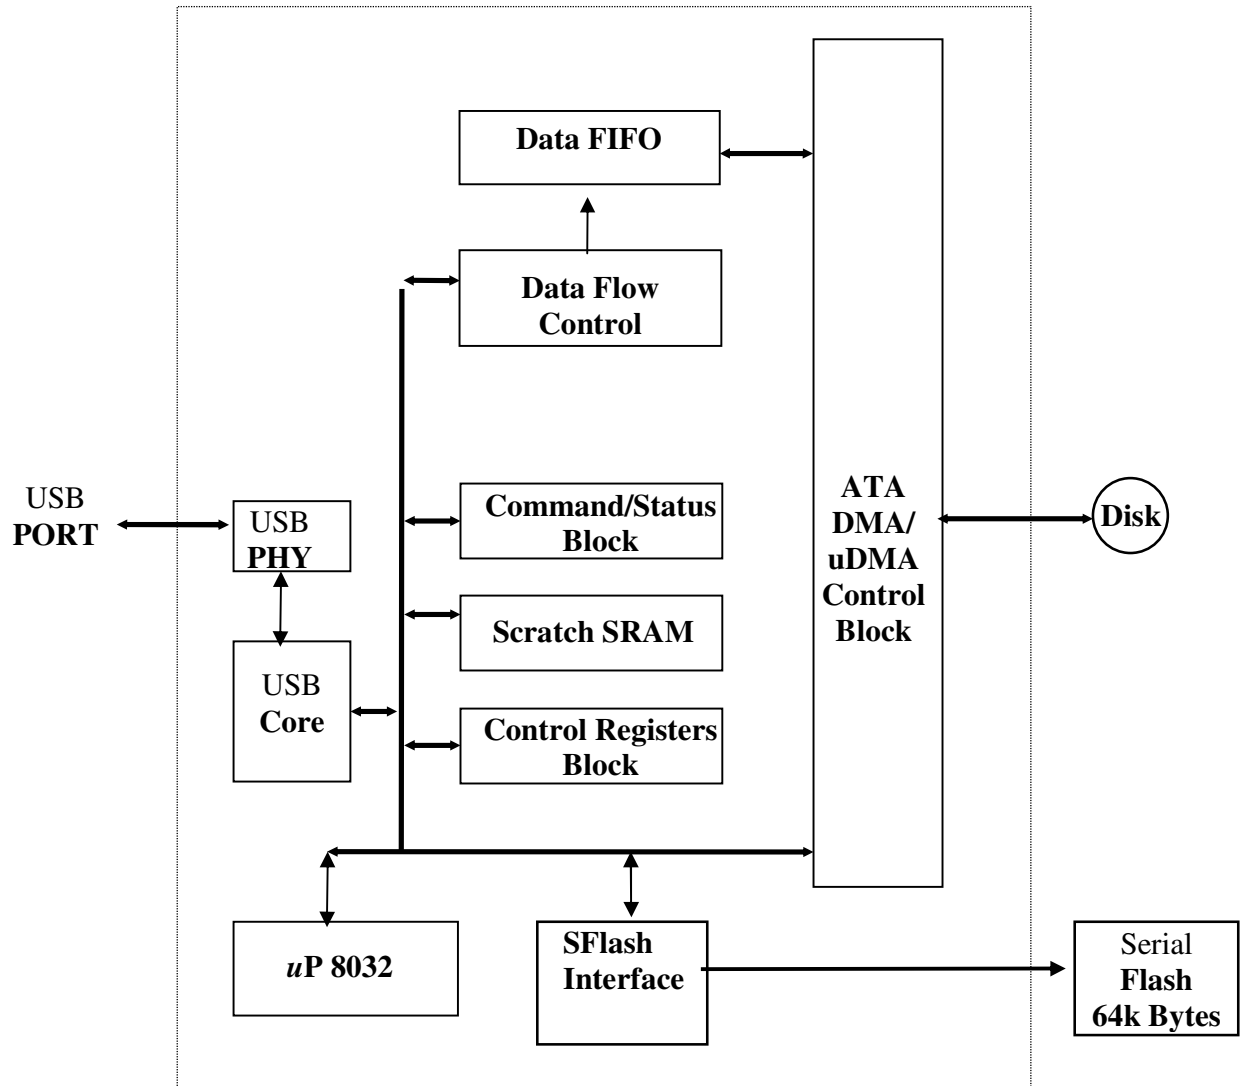 Data FIFO
Data Flow
Control
USB
PORT
USB
PHY
Command/Status
Block
ATA
DMA/
uDMA
Control
Block
Disk
Scratch SRAM
USB
Core
Control Registers
Block
uP 8032
SFlash
Interface
Serial
Flash
64k Bytes